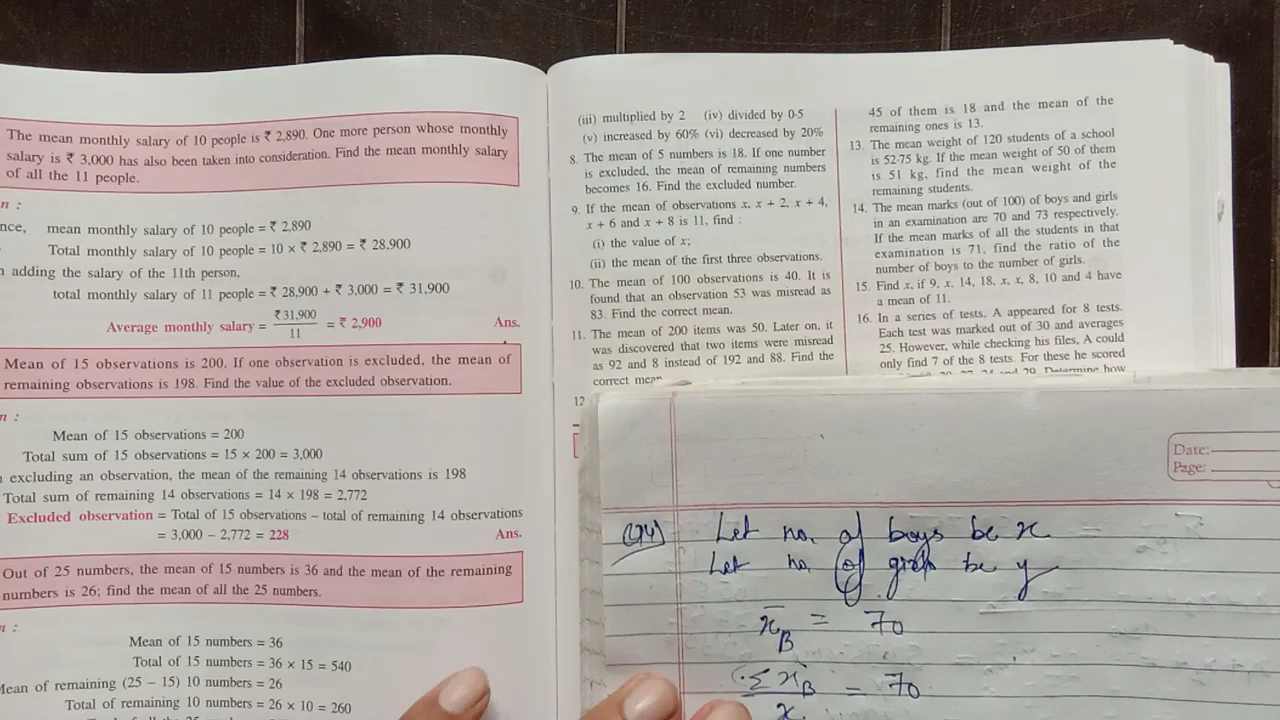 The mean monthly salary of 10 people is ₹ 2,890. One more person whose monthly
salary is ₹ 3,000 has also been taken into consideration. Find the mean monthly salary
of all the 11 people.
n :
nce, mean monthly salary of 10 people = ₹ 2,890
Total monthly salary of 10 people = 10 × ₹ 2,890 = ₹ 28,900
adding the salary of the 11th person,
total monthly salary of 11 people = ₹ 28,900 + ₹ 3,000 = ₹ 31,900
Average monthly salary = ₹ 31,900 / 11 = ₹ 2,900 Ans.
Mean of 15 observations is 200. If one observation is excluded, the mean of
remaining observations is 198. Find the value of the excluded observation.
n :
Mean of 15 observations = 200
Total sum of 15 observations = 15 × 200 = 3,000
excluding an observation, the mean of the remaining 14 observations is 198
Total sum of remaining 14 observations = 14 × 198 = 2,772
Excluded observation = Total of 15 observations – total of remaining 14 observations
= 3,000 – 2,772 = 228 Ans.
Out of 25 numbers, the mean of 15 numbers is 36 and the mean of the remaining
numbers is 26; find the mean of all the 25 numbers.
n :
Mean of 15 numbers = 36
Total of 15 numbers = 36 × 15 = 540
Mean of remaining (25 – 15) 10 numbers = 26
Total of remaining 10 numbers = 26 × 10 = 260
(iii) multiplied by 2 (iv) divided by 0·5
(v) increased by 60% (vi) decreased by 20%
8. The mean of 5 numbers is 18. If one number
is excluded, the mean of remaining numbers
becomes 16. Find the excluded number.
9. If the mean of observations x, x + 2, x + 4,
x + 6 and x + 8 is 11, find :
(i) the value of x;
(ii) the mean of the first three observations.
10. The mean of 100 observations is 40. It is
found that an observation 53 was misread as
83. Find the correct mean.
11. The mean of 200 items was 50. Later on, it
was discovered that two items were misread
as 92 and 8 instead of 192 and 88. Find the
correct mean
12
45 of them is 18 and the mean of the
remaining ones is 13.
13. The mean weight of 120 students of a school
is 52·75 kg. If the mean weight of 50 of them
is 51 kg, find the mean weight of the
remaining students.
14. The mean marks (out of 100) of boys and girls
in an examination are 70 and 73 respectively.
If the mean marks of all the students in that
examination is 71, find the ratio of the
number of boys to the number of girls.
15. Find x, if 9, x, 14, 18, x, x, 8, 10 and 4 have
a mean of 11.
16. In a series of tests, A appeared for 8 tests.
Each test was marked out of 30 and averages
25. However, while checking his files, A could
only find 7 of the 8 tests. For these he scored
Determine how
Date:
Page:
Q14) Let no. of boys be x
Let no. of girls be y
x̄B = 70
ΣxB / x = 70